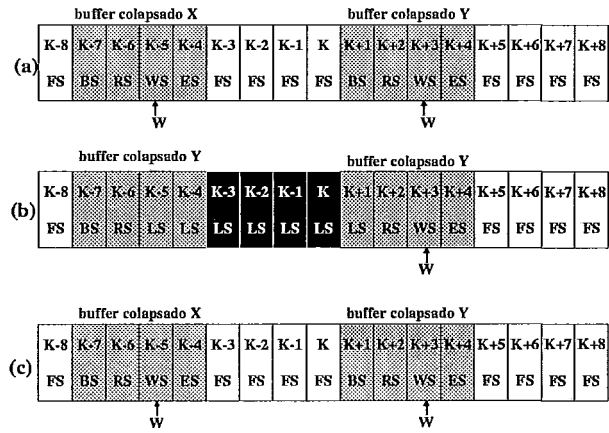 buffer colapsado X buffer colapsado Y
(a) K-8 K-7 K-6 K-5 K-4 K-3 K-2 K-1 K K+1 K+2 K+3 K+4 K+5 K+6 K+7 K+8
FS BS RS WS ES FS FS FS FS BS RS WS ES FS FS FS FS
W W
buffer colapsado Y buffer colapsado Y
(b) K-8 K-7 K-6 K-5 K-4 K-3 K-2 K-1 K K+1 K+2 K+3 K+4 K+5 K+6 K+7 K+8
FS BS RS LS LS LS LS LS LS LS RS WS ES FS FS FS FS
W
buffer colapsado X buffer colapsado Y
(c) K-8 K-7 K-6 K-5 K-4 K-3 K-2 K-1 K K+1 K+2 K+3 K+4 K+5 K+6 K+7 K+8
FS BS RS WS ES FS FS FS FS BS RS WS ES FS FS FS FS
W W